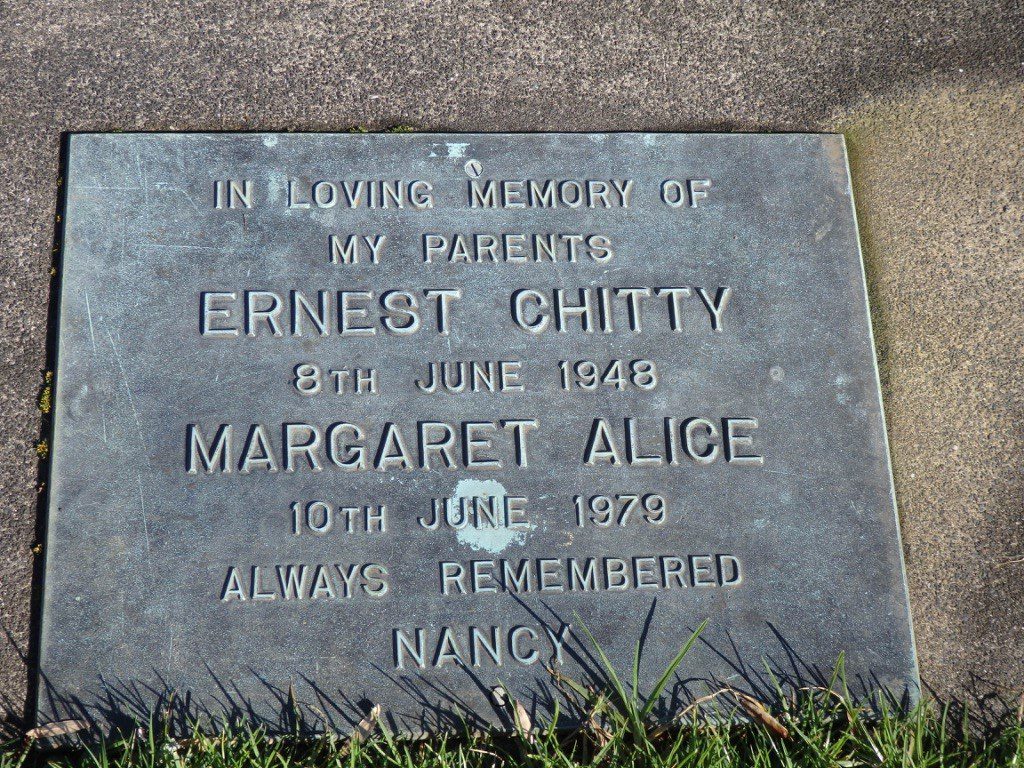 IN LOVING MEMORY OF
MY PARENTS
ERNEST CHITTY
8TH JUNE 1948
MARGARET ALICE
10TH JUNE 1979
ALWAYS REMEMBERED
NANCY